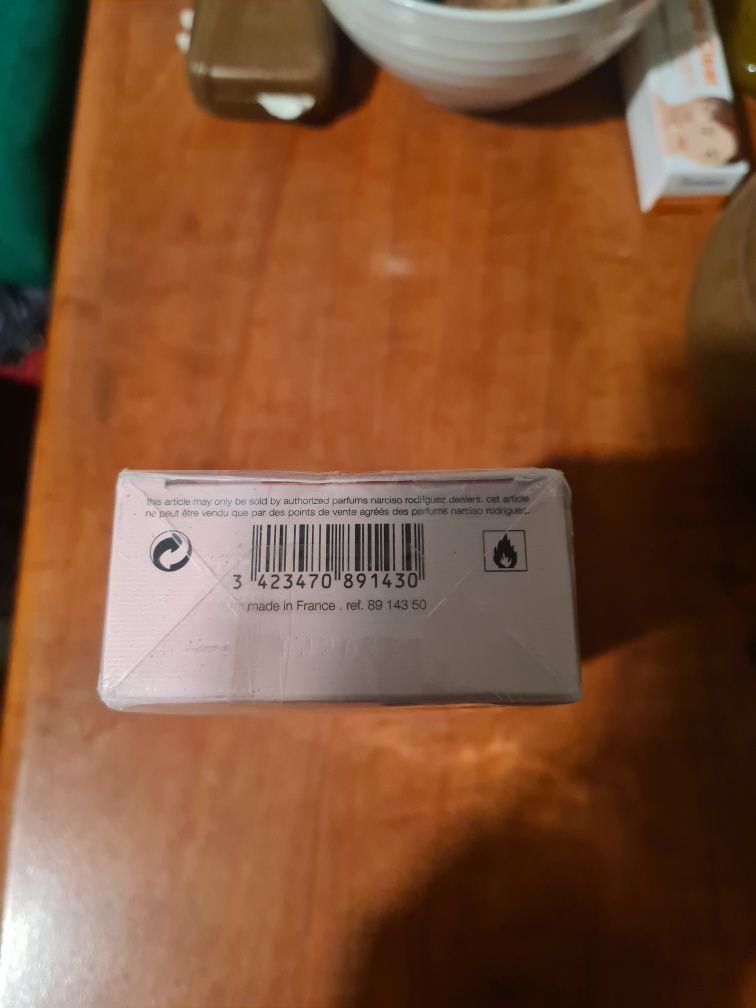 this article may only be sold by authorized parfums narciso rodriguez dealers. cet article
ne peut être vendu que par des points de vente agréés des parfums narciso rodriguez.
3 423470 891430
made in France . ref. 89 143 50